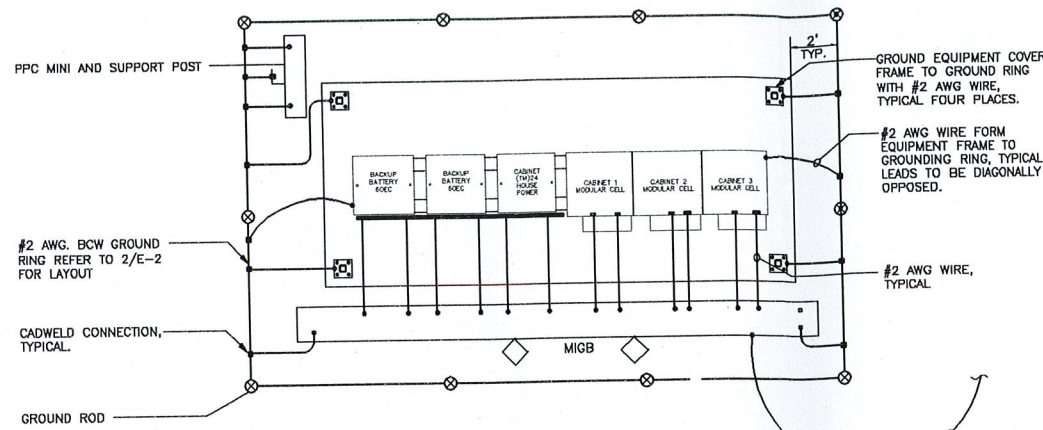 2'
TYP.
PPC MINI AND SUPPORT POST
GROUND EQUIPMENT COVER
FRAME TO GROUND RING
WITH #2 AWG WIRE,
TYPICAL FOUR PLACES.
#2 AWG WIRE FORM
EQUIPMENT FRAME TO
GROUNDING RING, TYPICAL
LEADS TO BE DIAGONALLY
OPPOSED.
BACKUP
BATTERY
60EC
BACKUP
BATTERY
60EC
CABINET
(TM)24
HOUSE
POWER
CABINET 1
MODULAR CELL
CABINET 2
MODULAR CELL
CABINET 3
MODULAR CELL
#2 AWG. BCW GROUND
RING REFER TO 2/E-2
FOR LAYOUT
#2 AWG WIRE,
TYPICAL
CADWELD CONNECTION,
TYPICAL.
MIGB
GROUND ROD